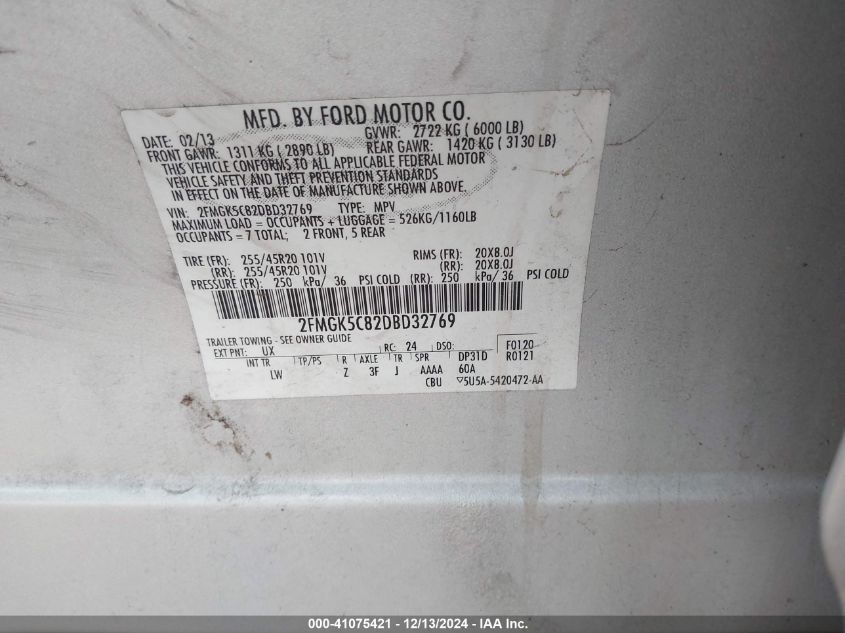 MFD. BY FORD MOTOR CO.
DATE: 02/13 GVWR: 2722 KG ( 6000 LB)
FRONT GAWR: 1311 KG ( 2890 LB) REAR GAWR: 1420 KG ( 3130 LB)
THIS VEHICLE CONFORMS TO ALL APPLICABLE FEDERAL MOTOR
VEHICLE SAFETY AND THEFT PREVENTION STANDARDS
IN EFFECT ON THE DATE OF MANUFACTURE SHOWN ABOVE.
VIN: 2FMGK5C82DBD32769 TYPE: MPV
MAXIMUM LOAD = OCCUPANTS + LUGGAGE = 526KG/1160LB
OCCUPANTS = 7 TOTAL; 2 FRONT, 5 REAR
TIRE (FR): 255/45R20 101V RIMS (FR): 20X8.0J
(RR): 255/45R20 101V (RR): 20X8.0J
PRESSURE (FR): 250 kPa/ 36 PSI COLD (RR): 250 kPa/ 36 PSI COLD
2FMGK5C82DBD32769
TRAILER TOWING - SEE OWNER GUIDE
EXT PNT: UX RC: 24 DSO: F0120
INT TR TP/PS R AXLE TR SPR DP31D R0121
LW Z 3F J AAAA 60A
CBU 5U5A-5420472-AA
000-41075421 - 12/13/2024 - IAA Inc.